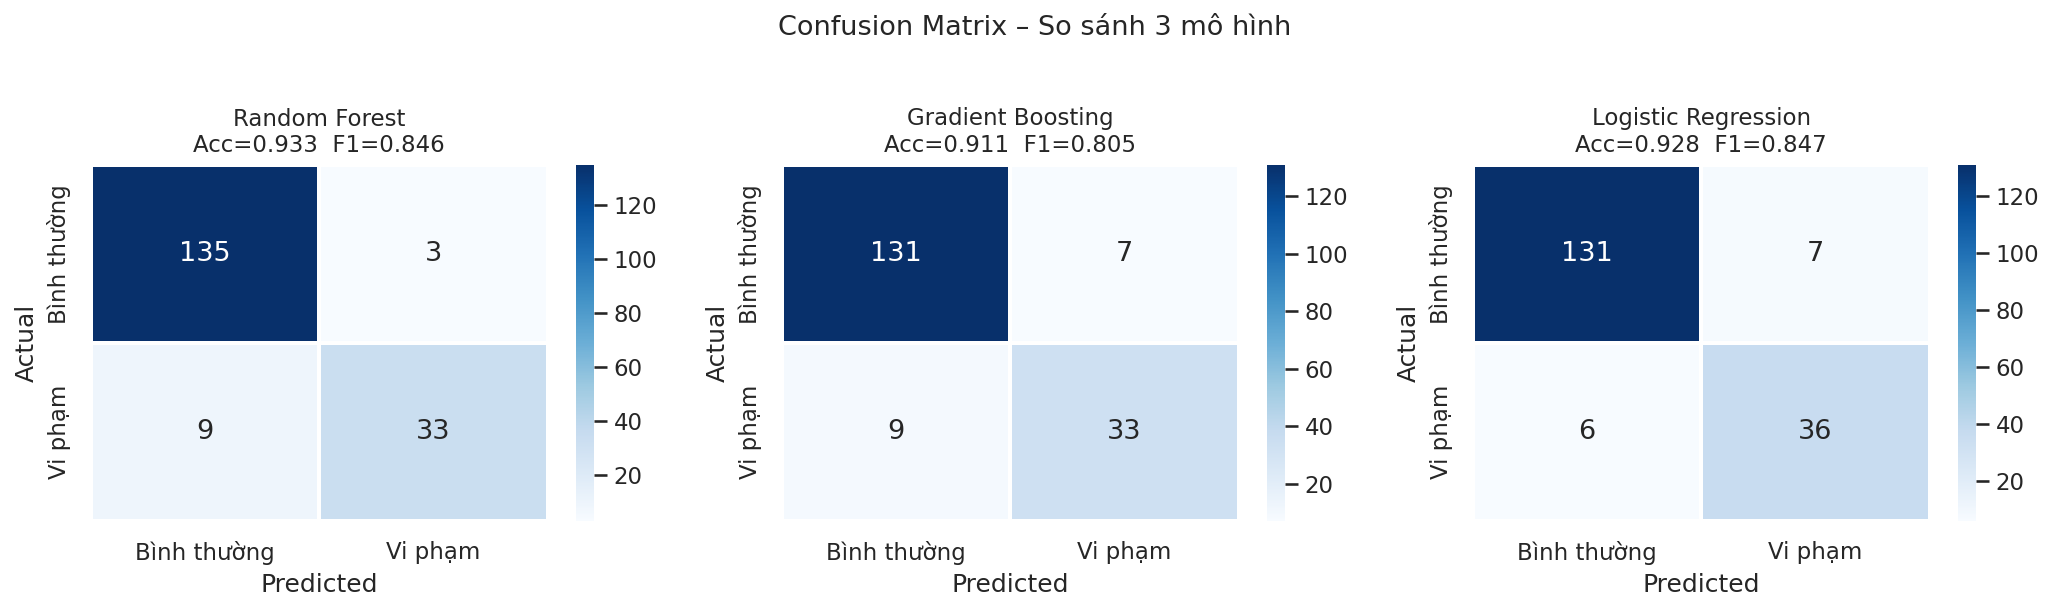 Confusion Matrix – So sánh 3 mô hình
Random Forest
Acc=0.933  F1=0.846
Actual
Bình thường
Vi phạm
135
3
9
33
Bình thường
Vi phạm
Predicted
120
100
80
60
40
20
Gradient Boosting
Acc=0.911  F1=0.805
Actual
Bình thường
Vi phạm
131
7
9
33
Bình thường
Vi phạm
Predicted
120
100
80
60
40
20
Logistic Regression
Acc=0.928  F1=0.847
Actual
Bình thường
Vi phạm
131
7
6
36
Bình thường
Vi phạm
Predicted
120
100
80
60
40
20